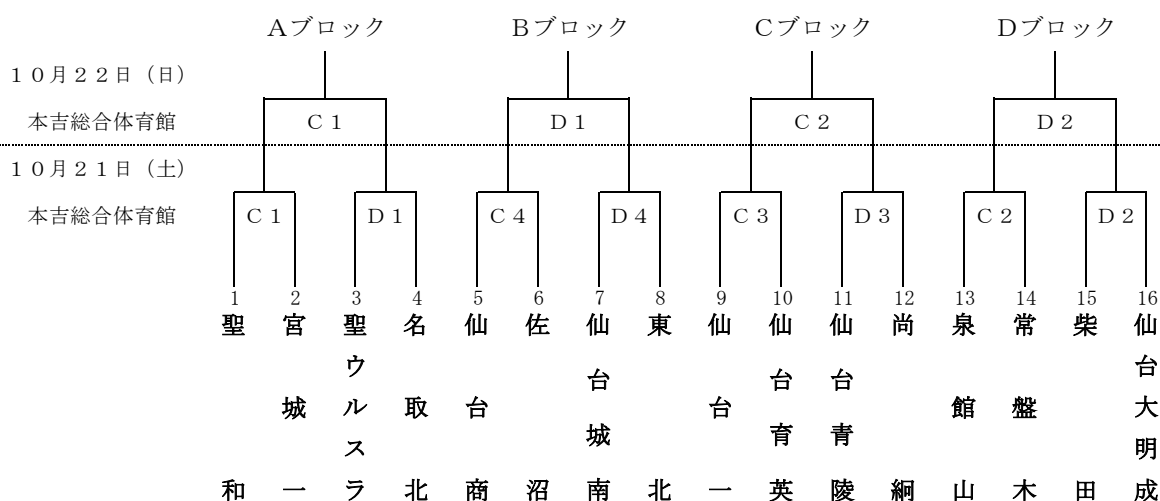 Aブロック Bブロック Cブロック Dブロック
１０月２２日（日）
本吉総合体育館 Ｃ１ Ｄ１ Ｃ２ Ｄ２
１０月２１日（土）
本吉総合体育館 Ｃ１ Ｄ１ Ｃ４ Ｄ４ Ｃ３ Ｄ３ Ｃ２ Ｄ２
1 2 3 4 5 6 7 8 9 10 11 12 13 14 15 16
聖和
宮城一
聖ウルスラ
名取北
仙台商
佐沼
仙台城南
東北
仙台一
仙台育英
仙台青陵
尚絅
泉館山
常盤木
柴田
仙台大明成